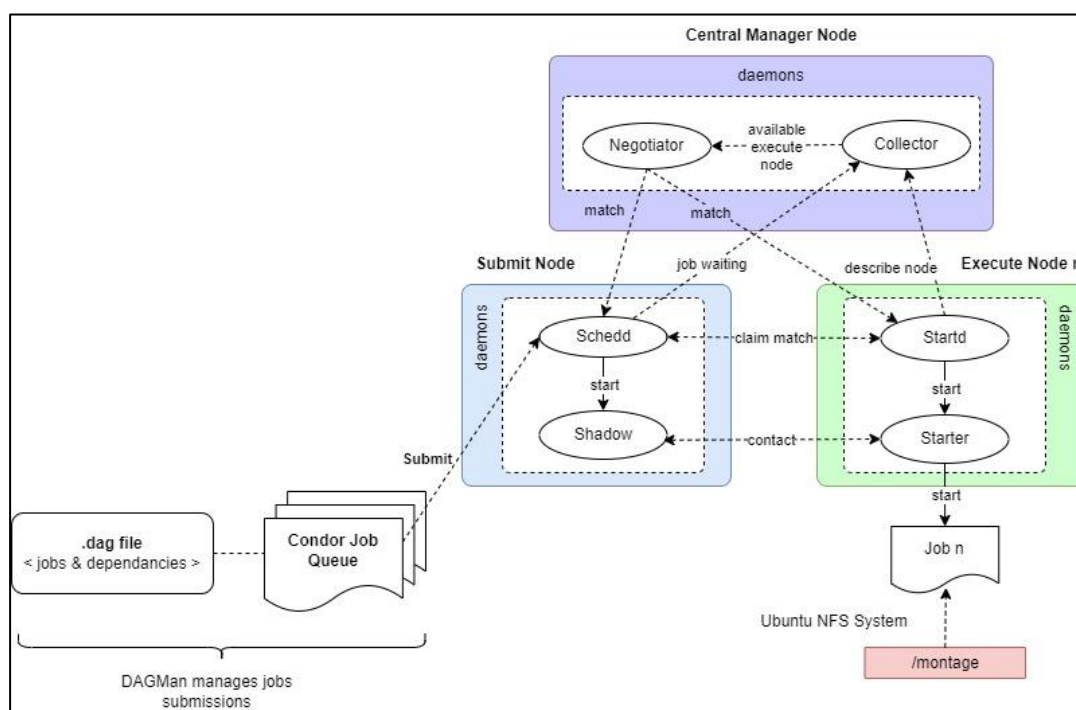 Central Manager Node
daemons
Negotiator
available
execute
node
Collector
match
match
Submit Node
job waiting
describe node
Execute Node n
daemons
Schedd
claim match
Startd
daemons
start
start
Shadow
contact
Starter
Submit
start
.dag file
< jobs & dependancies >
Condor Job
Queue
Job n
Ubuntu NFS System
/montage
DAGMan manages jobs
submissions